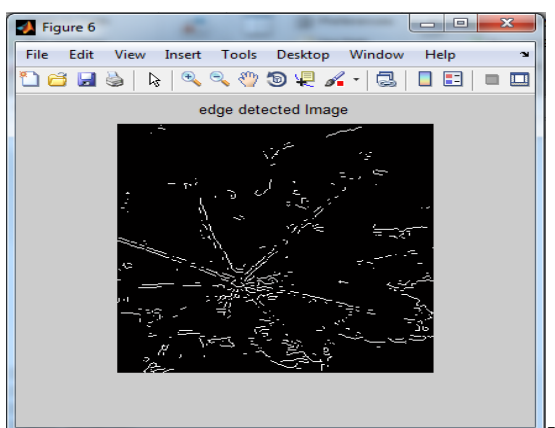 Figure 6
File Edit View Insert Tools Desktop Window Help
edge detected Image